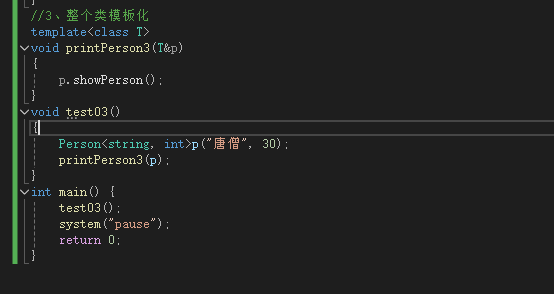 //3、整个类模板化
template<class T>
void printPerson3(T&p)
{
p.showPerson();
}
void test03()
{
Person<string, int>p("唐僧", 30);
printPerson3(p);
}
int main() {
test03();
system("pause");
return 0;
}